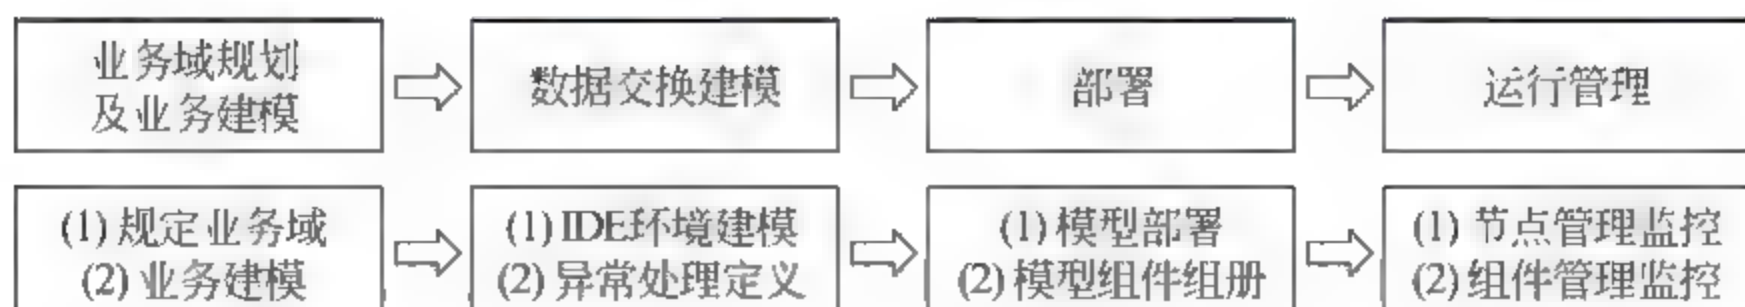 业务域规划
及业务建模
数据交换建模
部署
运行管理
(1) 规定业务域
(2) 业务建模
(1) IDE环境建模
(2) 异常处理定义
(1) 模型部署
(2) 模型组件组册
(1) 节点管理监控
(2) 组件管理监控